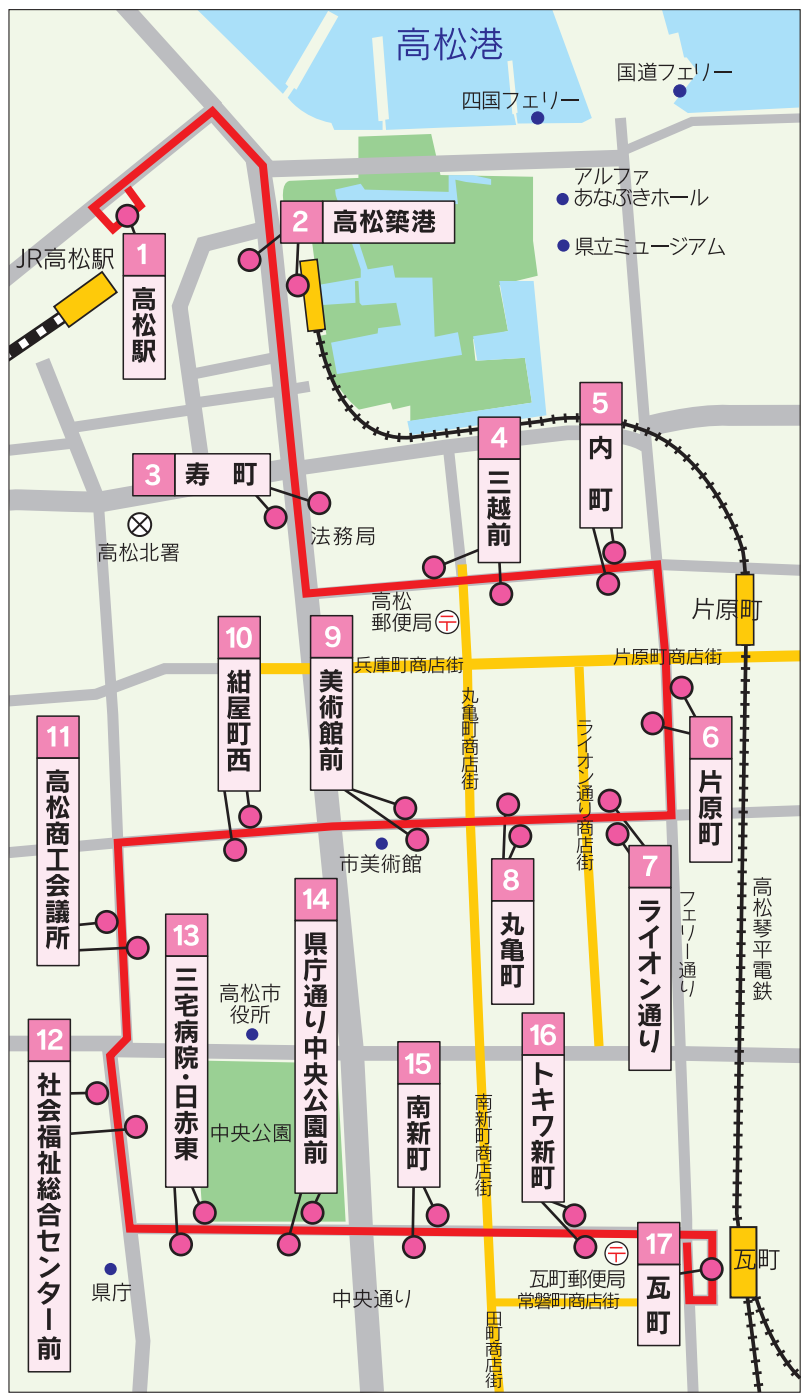 高松港
国道フェリー
四国フェリー
アルファ
あなぶきホール
県立ミュージアム
2 高松築港
1 高松駅
JR高松駅
5 内町
4 三越前
3 寿町
法務局
高松北署
高松
郵便局
〒
片原町
10 紺屋町西
9 美術館前
兵庫町商店街
片原町商店街
丸亀町商店街
ライオン通り商店街
6 片原町
11 高松商工会議所
市美術館
8 丸亀町
7 ライオン通り
フェリー通り
高松琴平電鉄
14 県庁通り中央公園前
13 三宅病院・日赤東
高松市
役所
12 社会福祉総合センター前
15 南新町
16 トキワ新町
中央公園
南新町商店街
17 瓦町
瓦町
〒
瓦町郵便局
常磐町商店街
県庁
中央通り
田町商店街